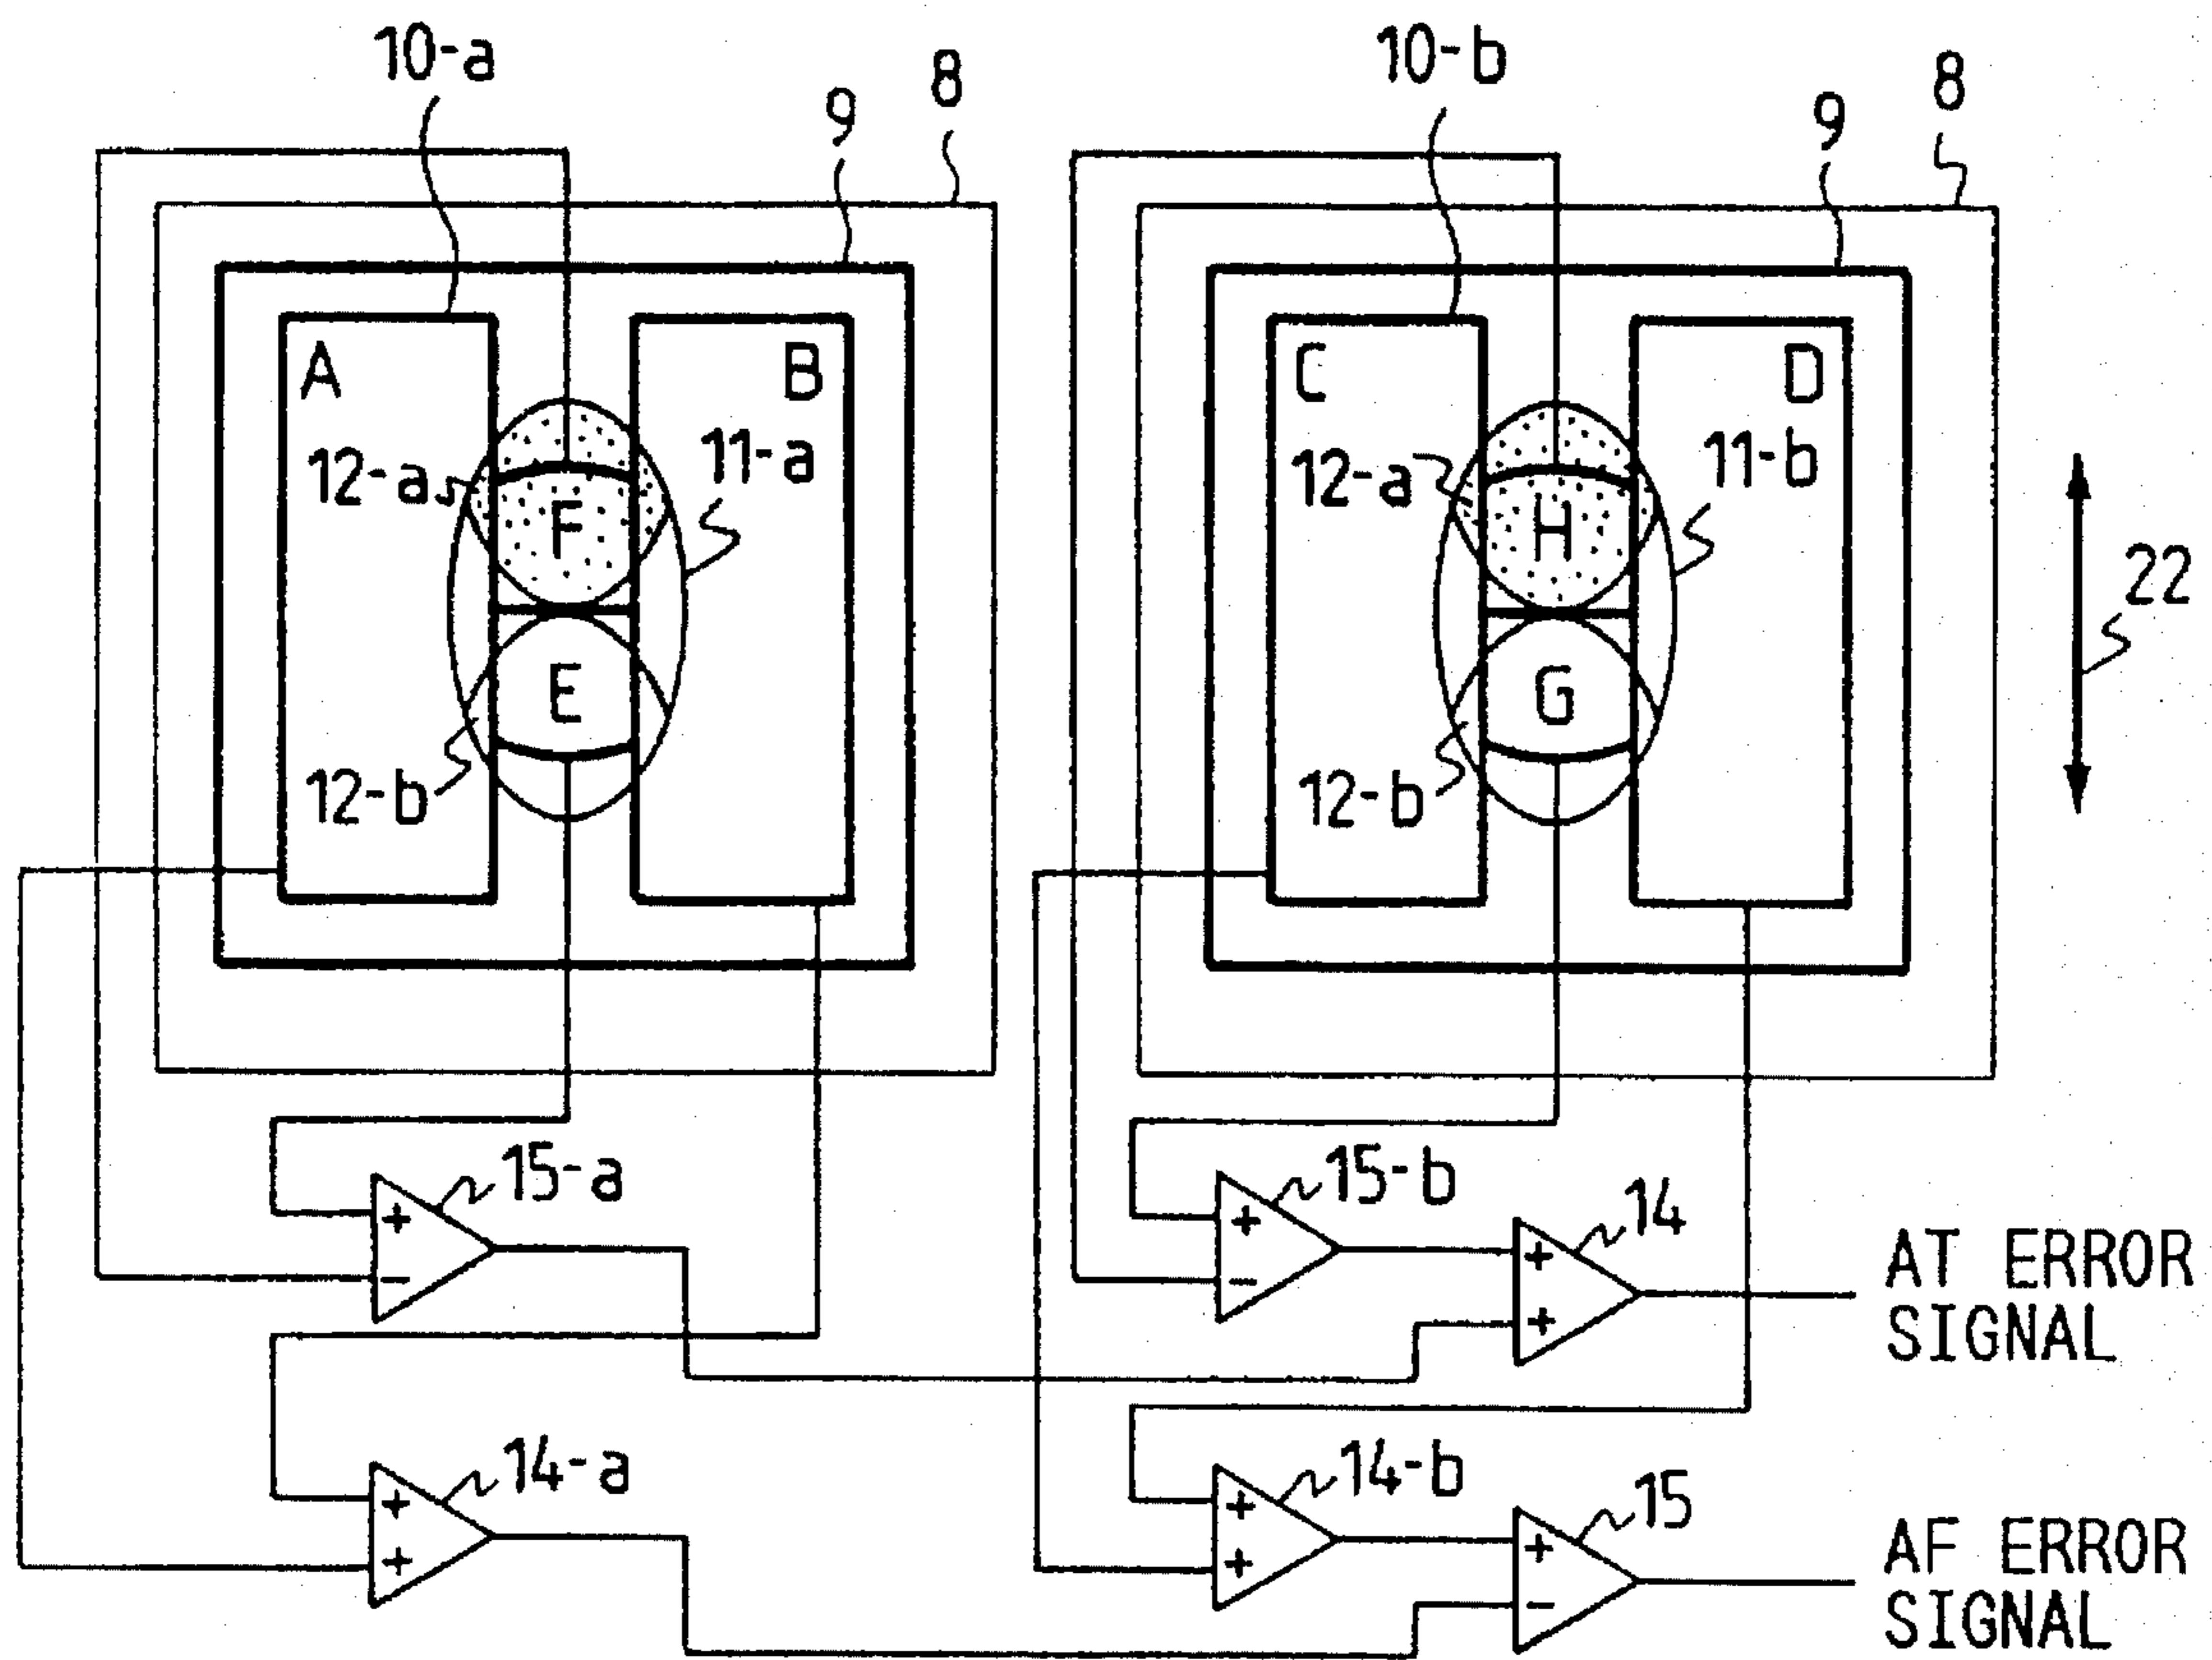 10-a
9
8
10-b
9
8
A
B
12-a
11-a
F
E
12-b
C
D
12-a
11-b
H
G
12-b
22
15-a
+
−
15-b
+
−
14
+
+
AT ERROR
SIGNAL
14-a
+
+
14-b
+
+
15
+
−
AF ERROR
SIGNAL